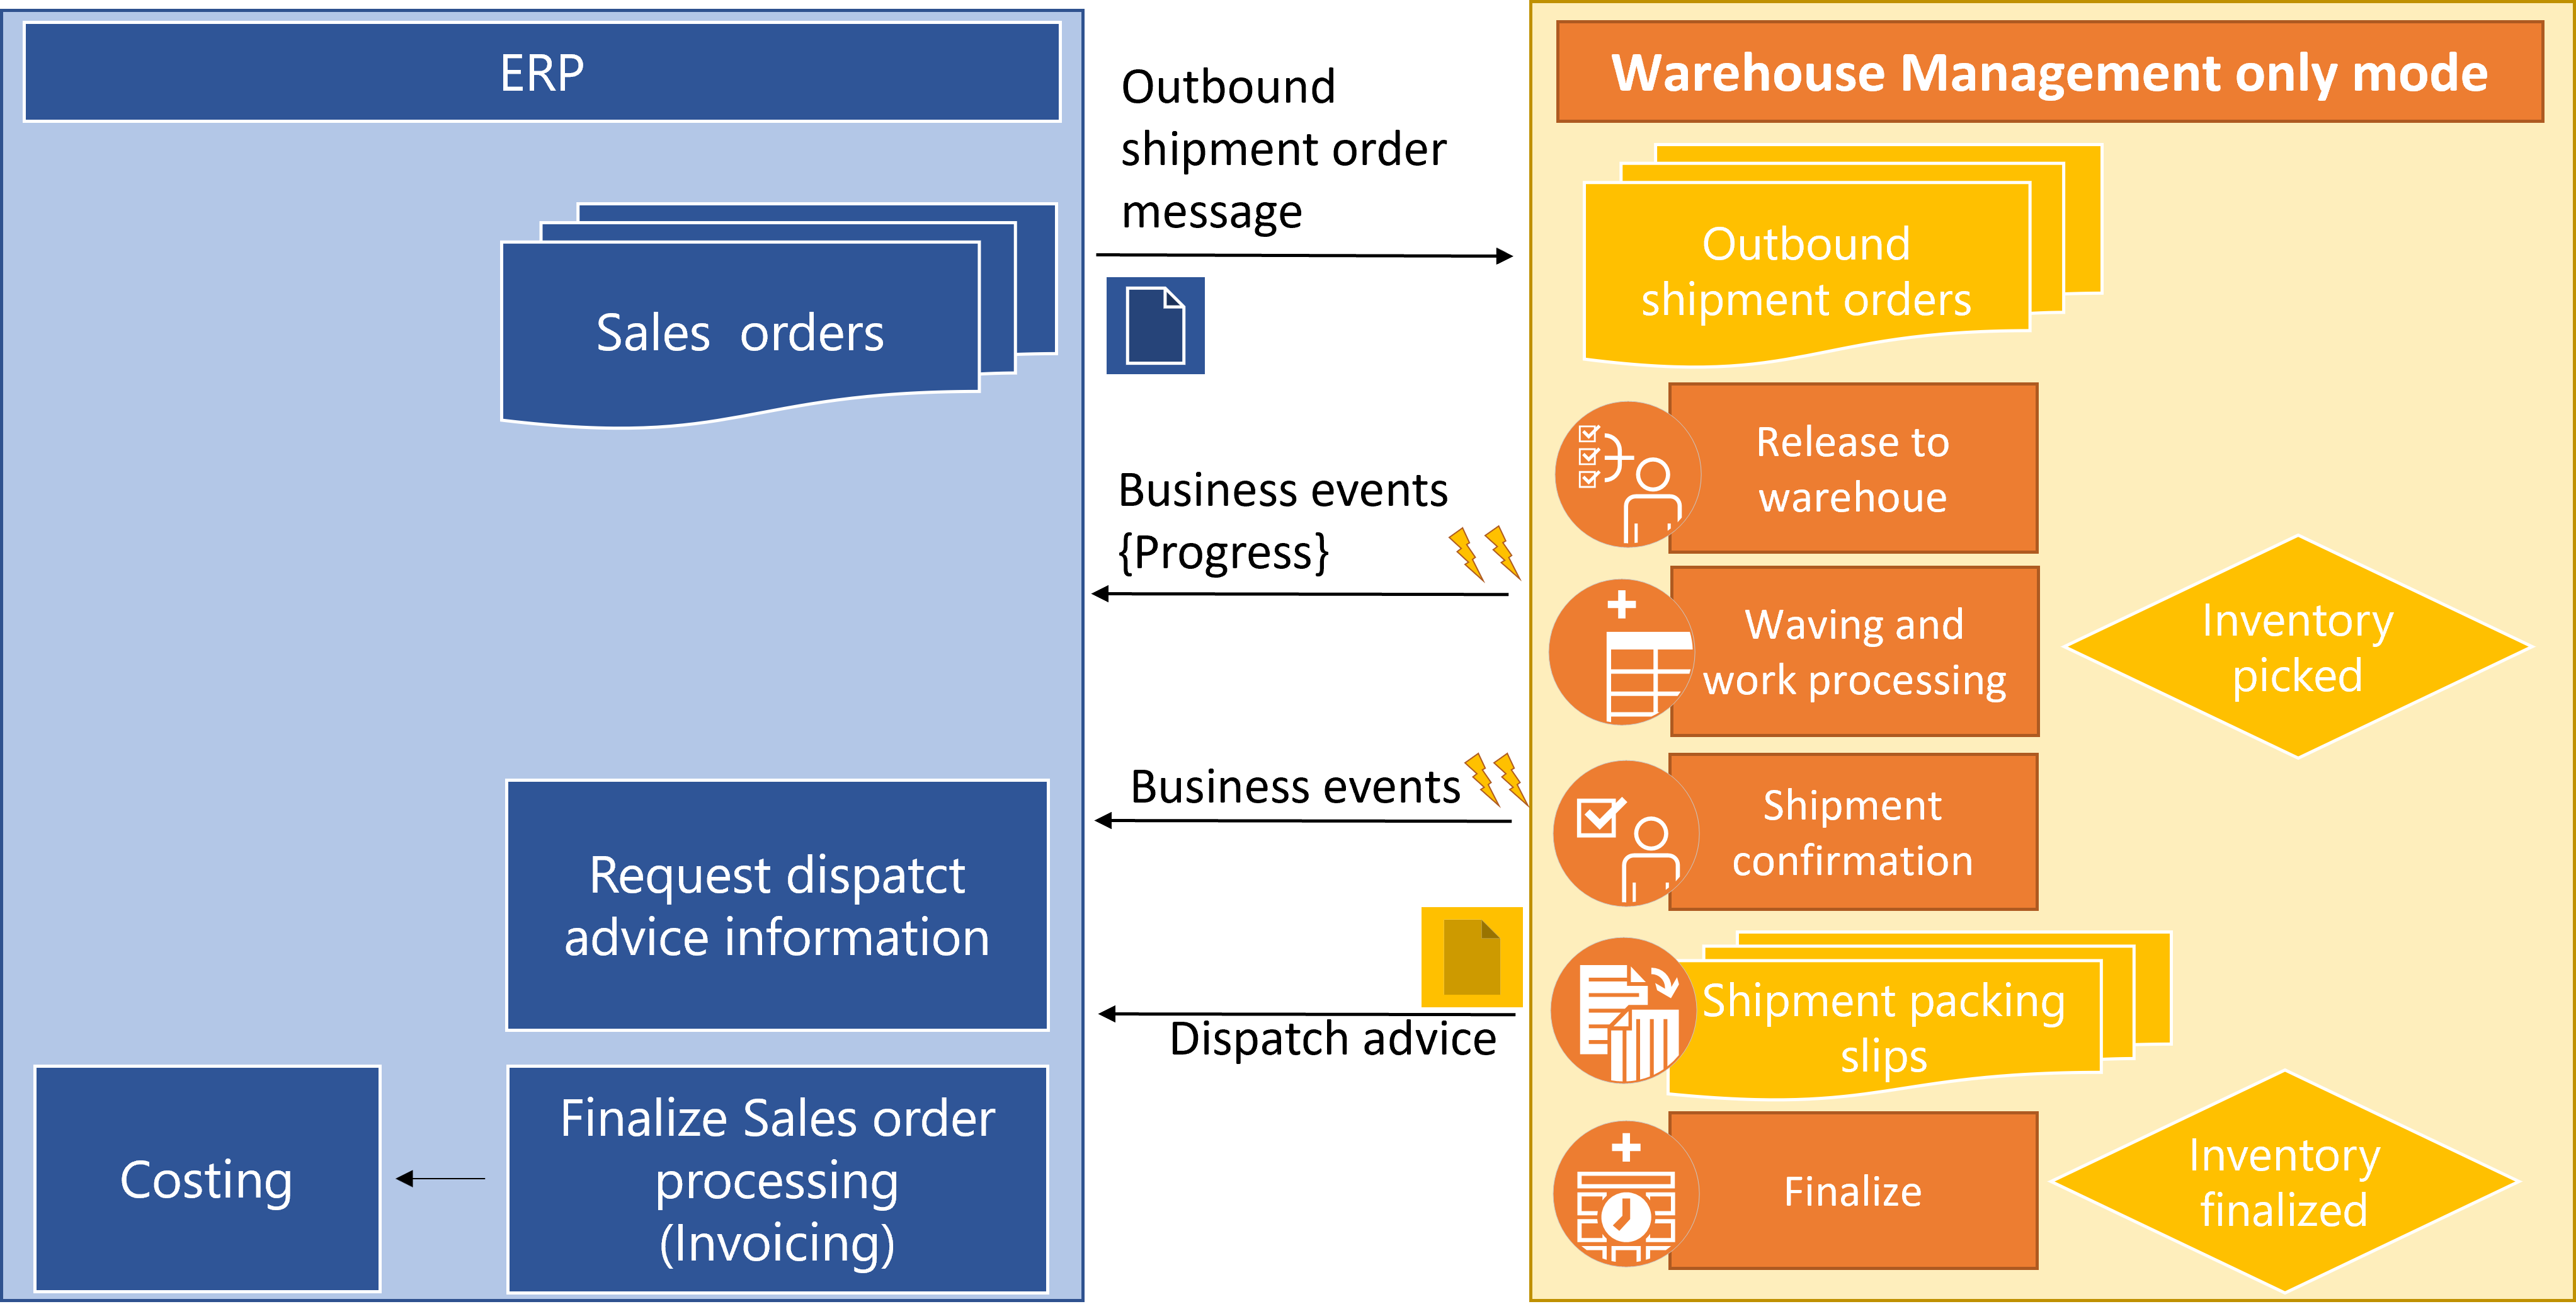 ERP
Sales  orders
Request dispatct
advice information
Costing
Finalize Sales order
processing
(Invoicing)
Outbound
shipment order
message
Business events
{Progress}
Business events
Dispatch advice
Warehouse Management only mode
Outbound
shipment orders
Release to
warehoue
Waving and
work processing
Inventory
picked
Shipment
confirmation
Shipment packing
slips
Finalize
Inventory
finalized